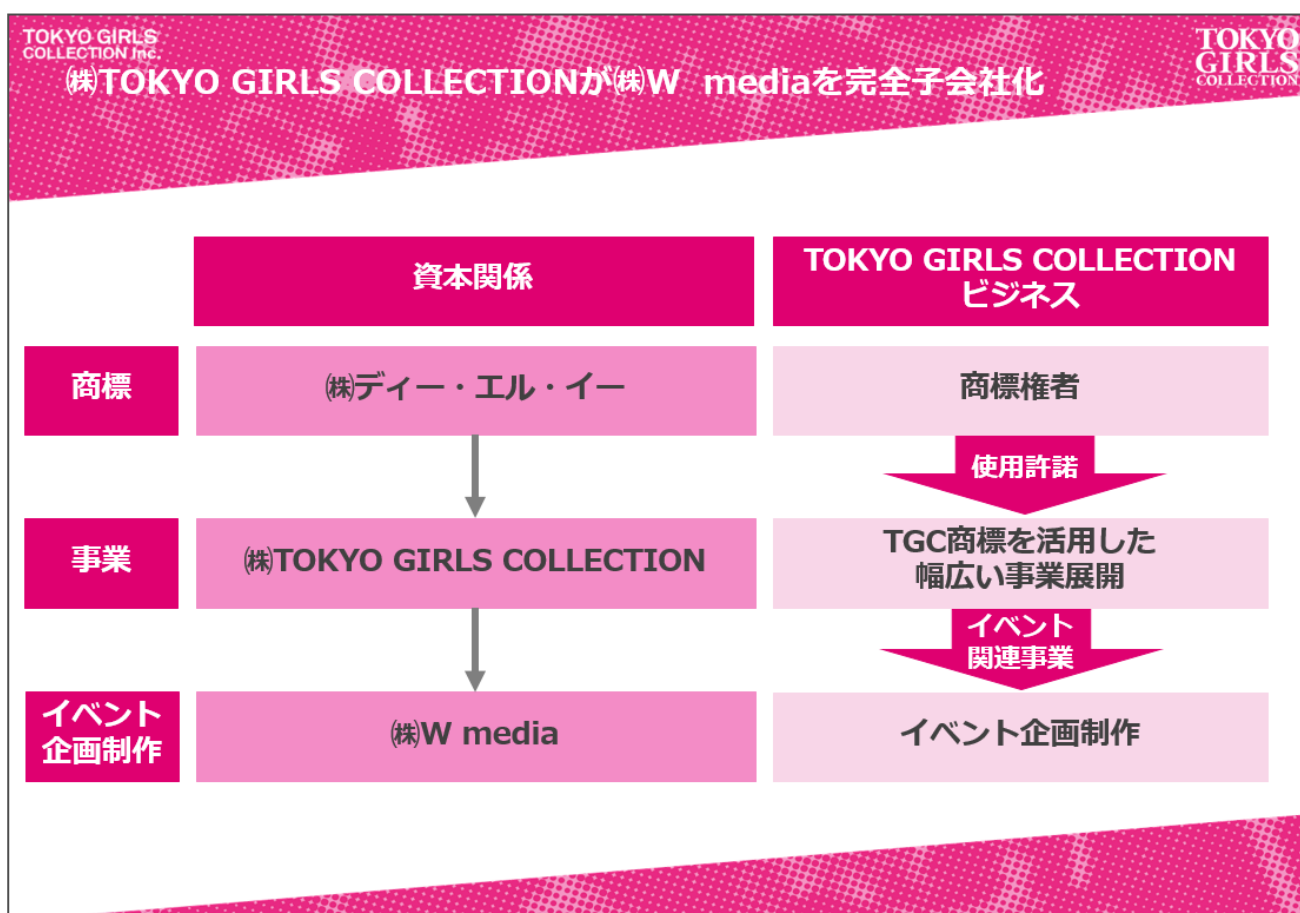 TOKYO GIRLS
COLLECTION Inc.
TOKYO
GIRLS
COLLECTION
㈱TOKYO GIRLS COLLECTIONが㈱W mediaを完全子会社化
資本関係
TOKYO GIRLS COLLECTION
ビジネス
商標
㈱ディー・エル・イー
商標権者
使用許諾
事業
㈱TOKYO GIRLS COLLECTION
TGC商標を活用した
幅広い事業展開
イベント
関連事業
イベント
企画制作
㈱W media
イベント企画制作